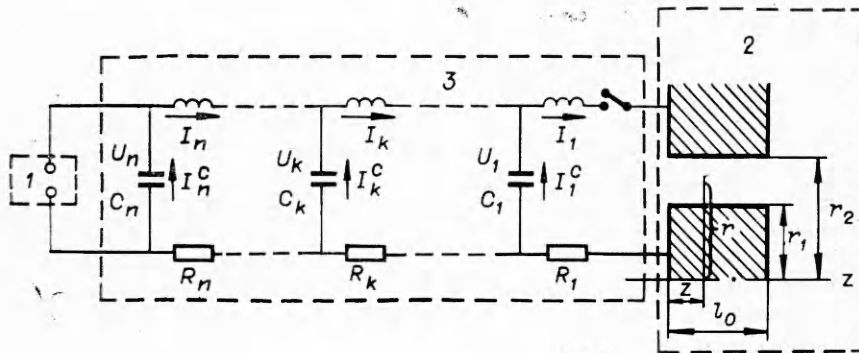 2
3
I_n I_k I_1
1 U_n I_n^c U_k I_k^c U_1 I_1^c
C_n C_k C_1
r r_1 r_2
R_n R_k R_1
z z
l_0